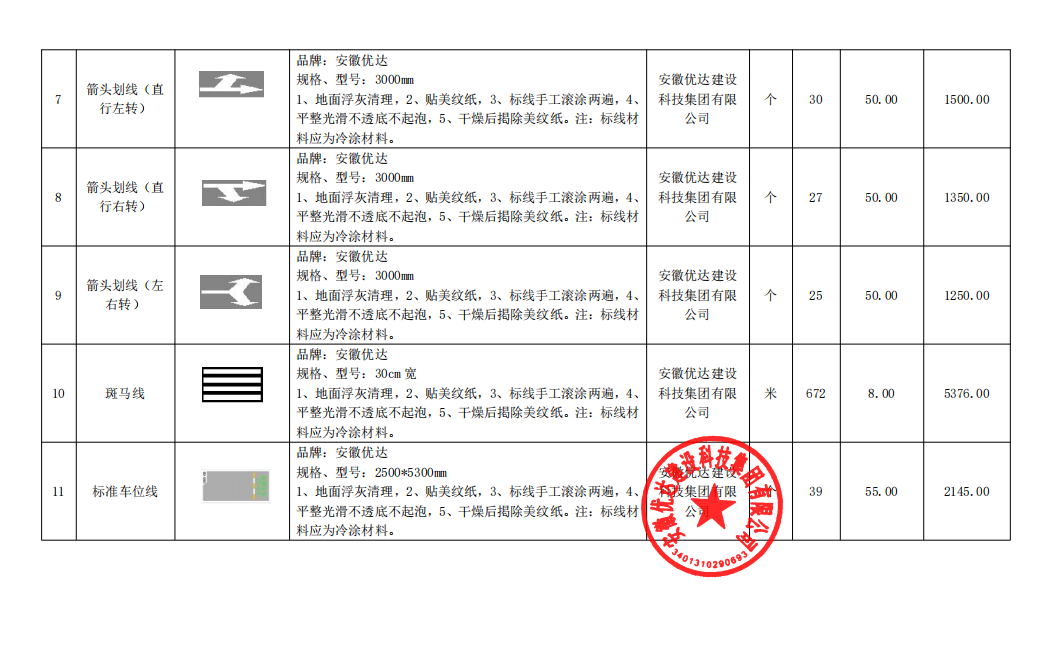 7
箭头划线（直
行左转）
品牌：安徽优达
规格、型号：3000mm
1、地面浮灰清理，2、贴美纹纸，3、标线手工滚涂两遍，4、
平整光滑不透底不起泡，5、干燥后揭除美纹纸。注：标线材
料应为冷涂材料。
安徽优达建设
科技集团有限
公司
个
30
50.00
1500.00
8
箭头划线（直
行右转）
品牌：安徽优达
规格、型号：3000mm
1、地面浮灰清理，2、贴美纹纸，3、标线手工滚涂两遍，4、
平整光滑不透底不起泡，5、干燥后揭除美纹纸。注：标线材
料应为冷涂材料。
安徽优达建设
科技集团有限
公司
个
27
50.00
1350.00
9
箭头划线（左
右转）
品牌：安徽优达
规格、型号：3000mm
1、地面浮灰清理，2、贴美纹纸，3、标线手工滚涂两遍，4、
平整光滑不透底不起泡，5、干燥后揭除美纹纸。注：标线材
料应为冷涂材料。
安徽优达建设
科技集团有限
公司
个
25
50.00
1250.00
10
斑马线
品牌：安徽优达
规格、型号：30cm 宽
1、地面浮灰清理，2、贴美纹纸，3、标线手工滚涂两遍，4、
平整光滑不透底不起泡，5、干燥后揭除美纹纸。注：标线材
料应为冷涂材料。
安徽优达建设
科技集团有限
公司
米
672
8.00
5376.00
11
标准车位线
品牌：安徽优达
规格、型号：2500*5300mm
1、地面浮灰清理，2、贴美纹纸，3、标线手工滚涂两遍，4、
平整光滑不透底不起泡，5、干燥后揭除美纹纸。注：标线材
料应为冷涂材料。
安徽优达建设
科技集团有限
公司
个
39
55.00
2145.00
安徽优达建设科技集团有限公司
3401310290693